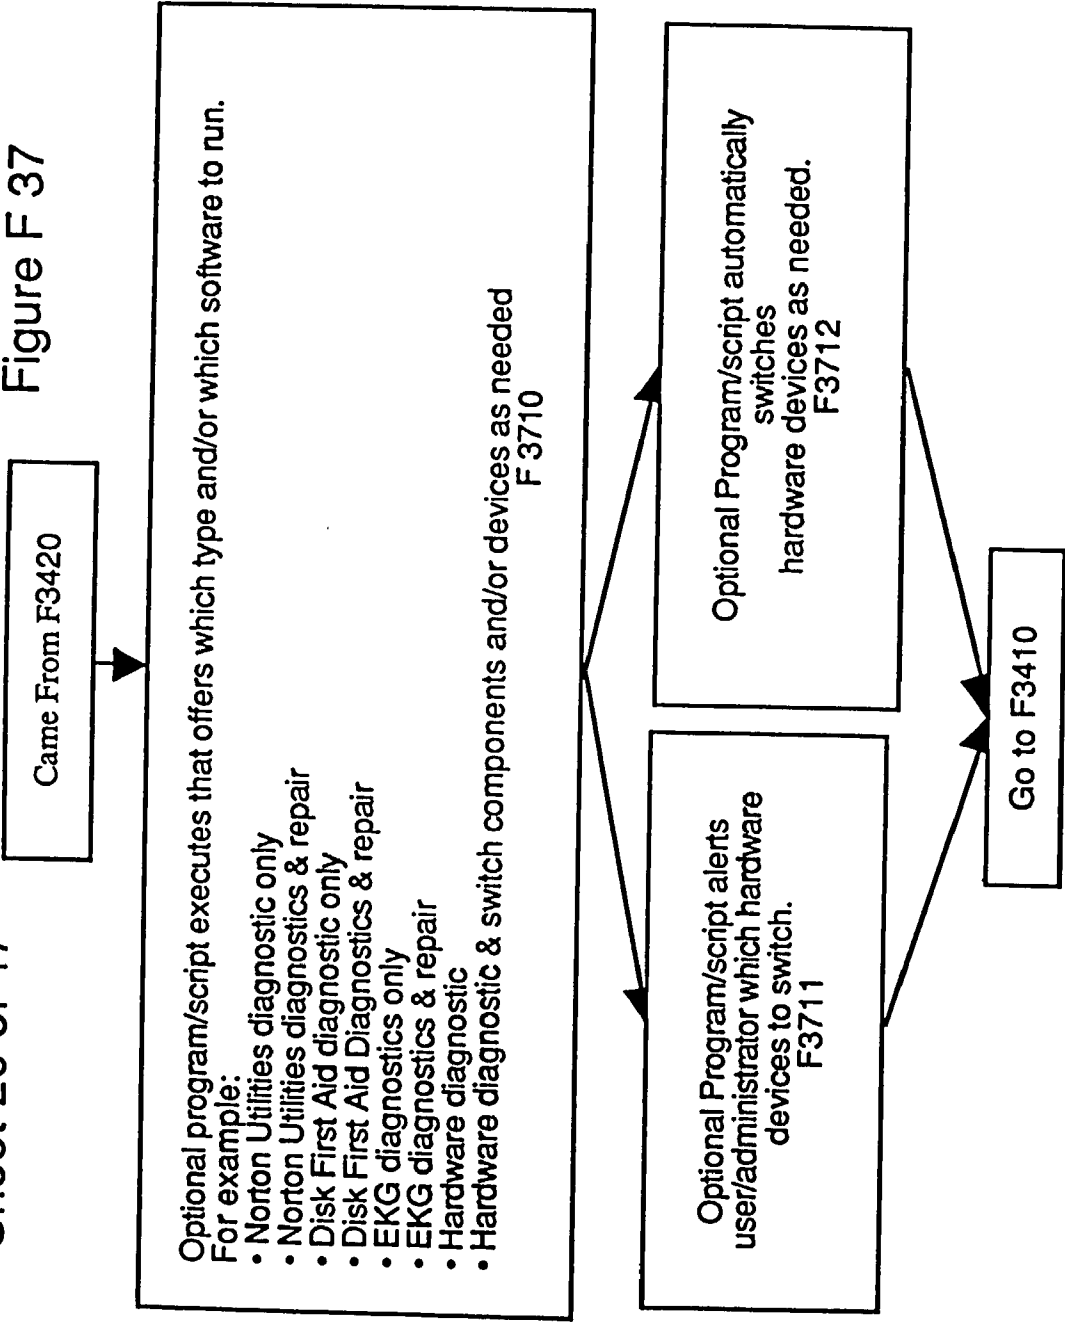 Figure F 37
Came From F3420
Optional program/script executes that offers which type and/or which software to run.
For example:
• Norton Utilities diagnostic only
• Norton Utilities diagnostics & repair
• Disk First Aid diagnostic only
• Disk First Aid Diagnostics & repair
• EKG diagnostics only
• EKG diagnostics & repair
• Hardware diagnostic
• Hardware diagnostic & switch components and/or devices as needed
F 3710
Optional Program/script alerts
user/administrator which hardware
devices to switch.
F3711
Optional Program/script automatically
switches
hardware devices as needed.
F3712
Go to F3410